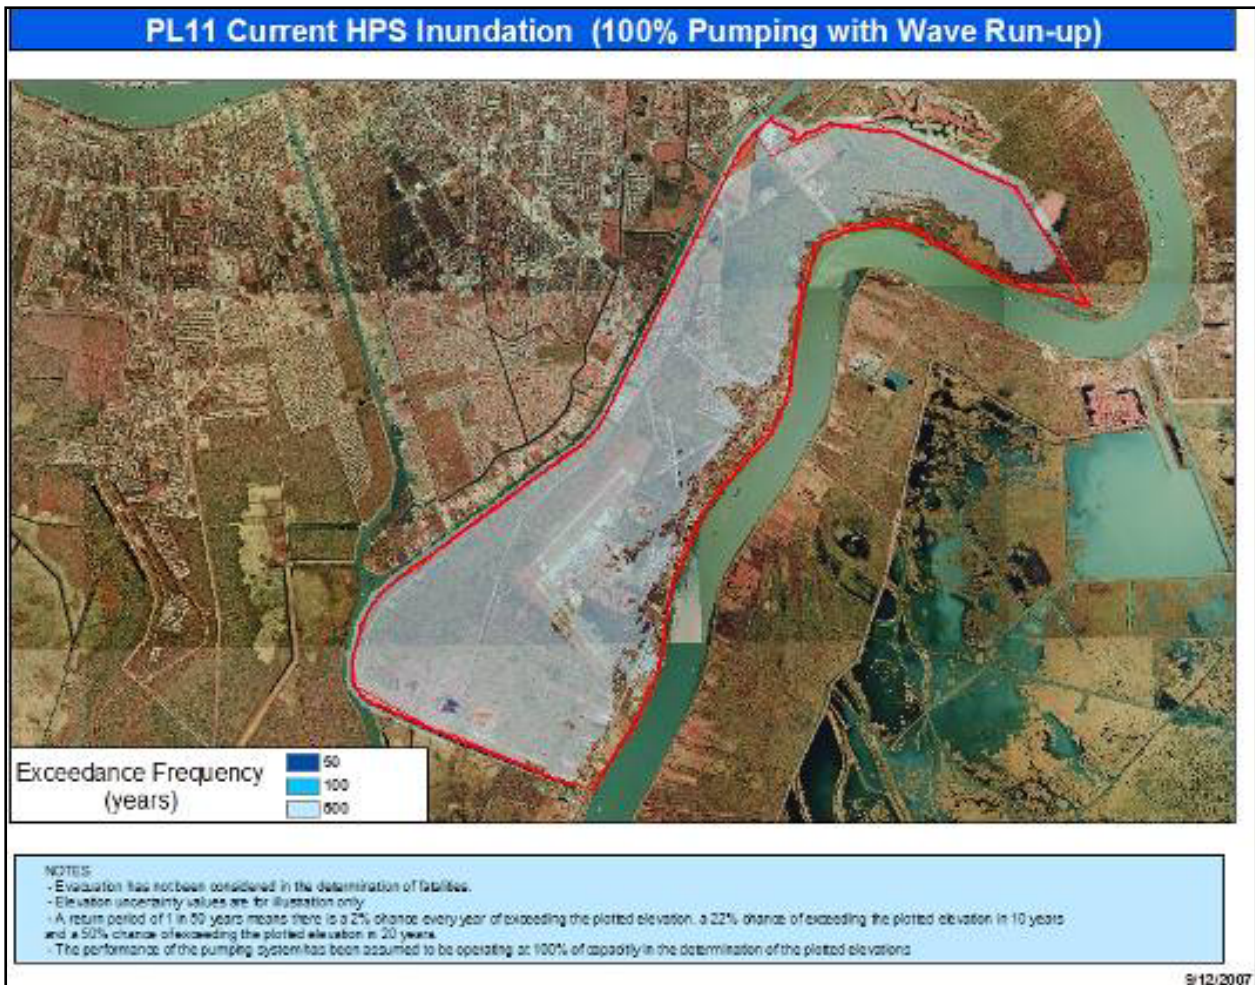 PL11 Current HPS Inundation (100% Pumping with Wave Run-up)
Exceedance Frequency
(years)
50
100
500
NOTES
- Evacuation has not been considered in the determination of fatalities.
- Elevation uncertainty values are for illustration only
- A return period of 1 in 50 years means there is a 2% chance every year of exceeding the plotted elevation, a 22% chance of exceeding the plotted elevation in 10 years
and a 50% chance of exceeding the plotted elevation in 20 years.
- The performance of the pumping system has been assumed to be operating at 100% of capacitly in the determination of the plotted elevations
9/12/2007